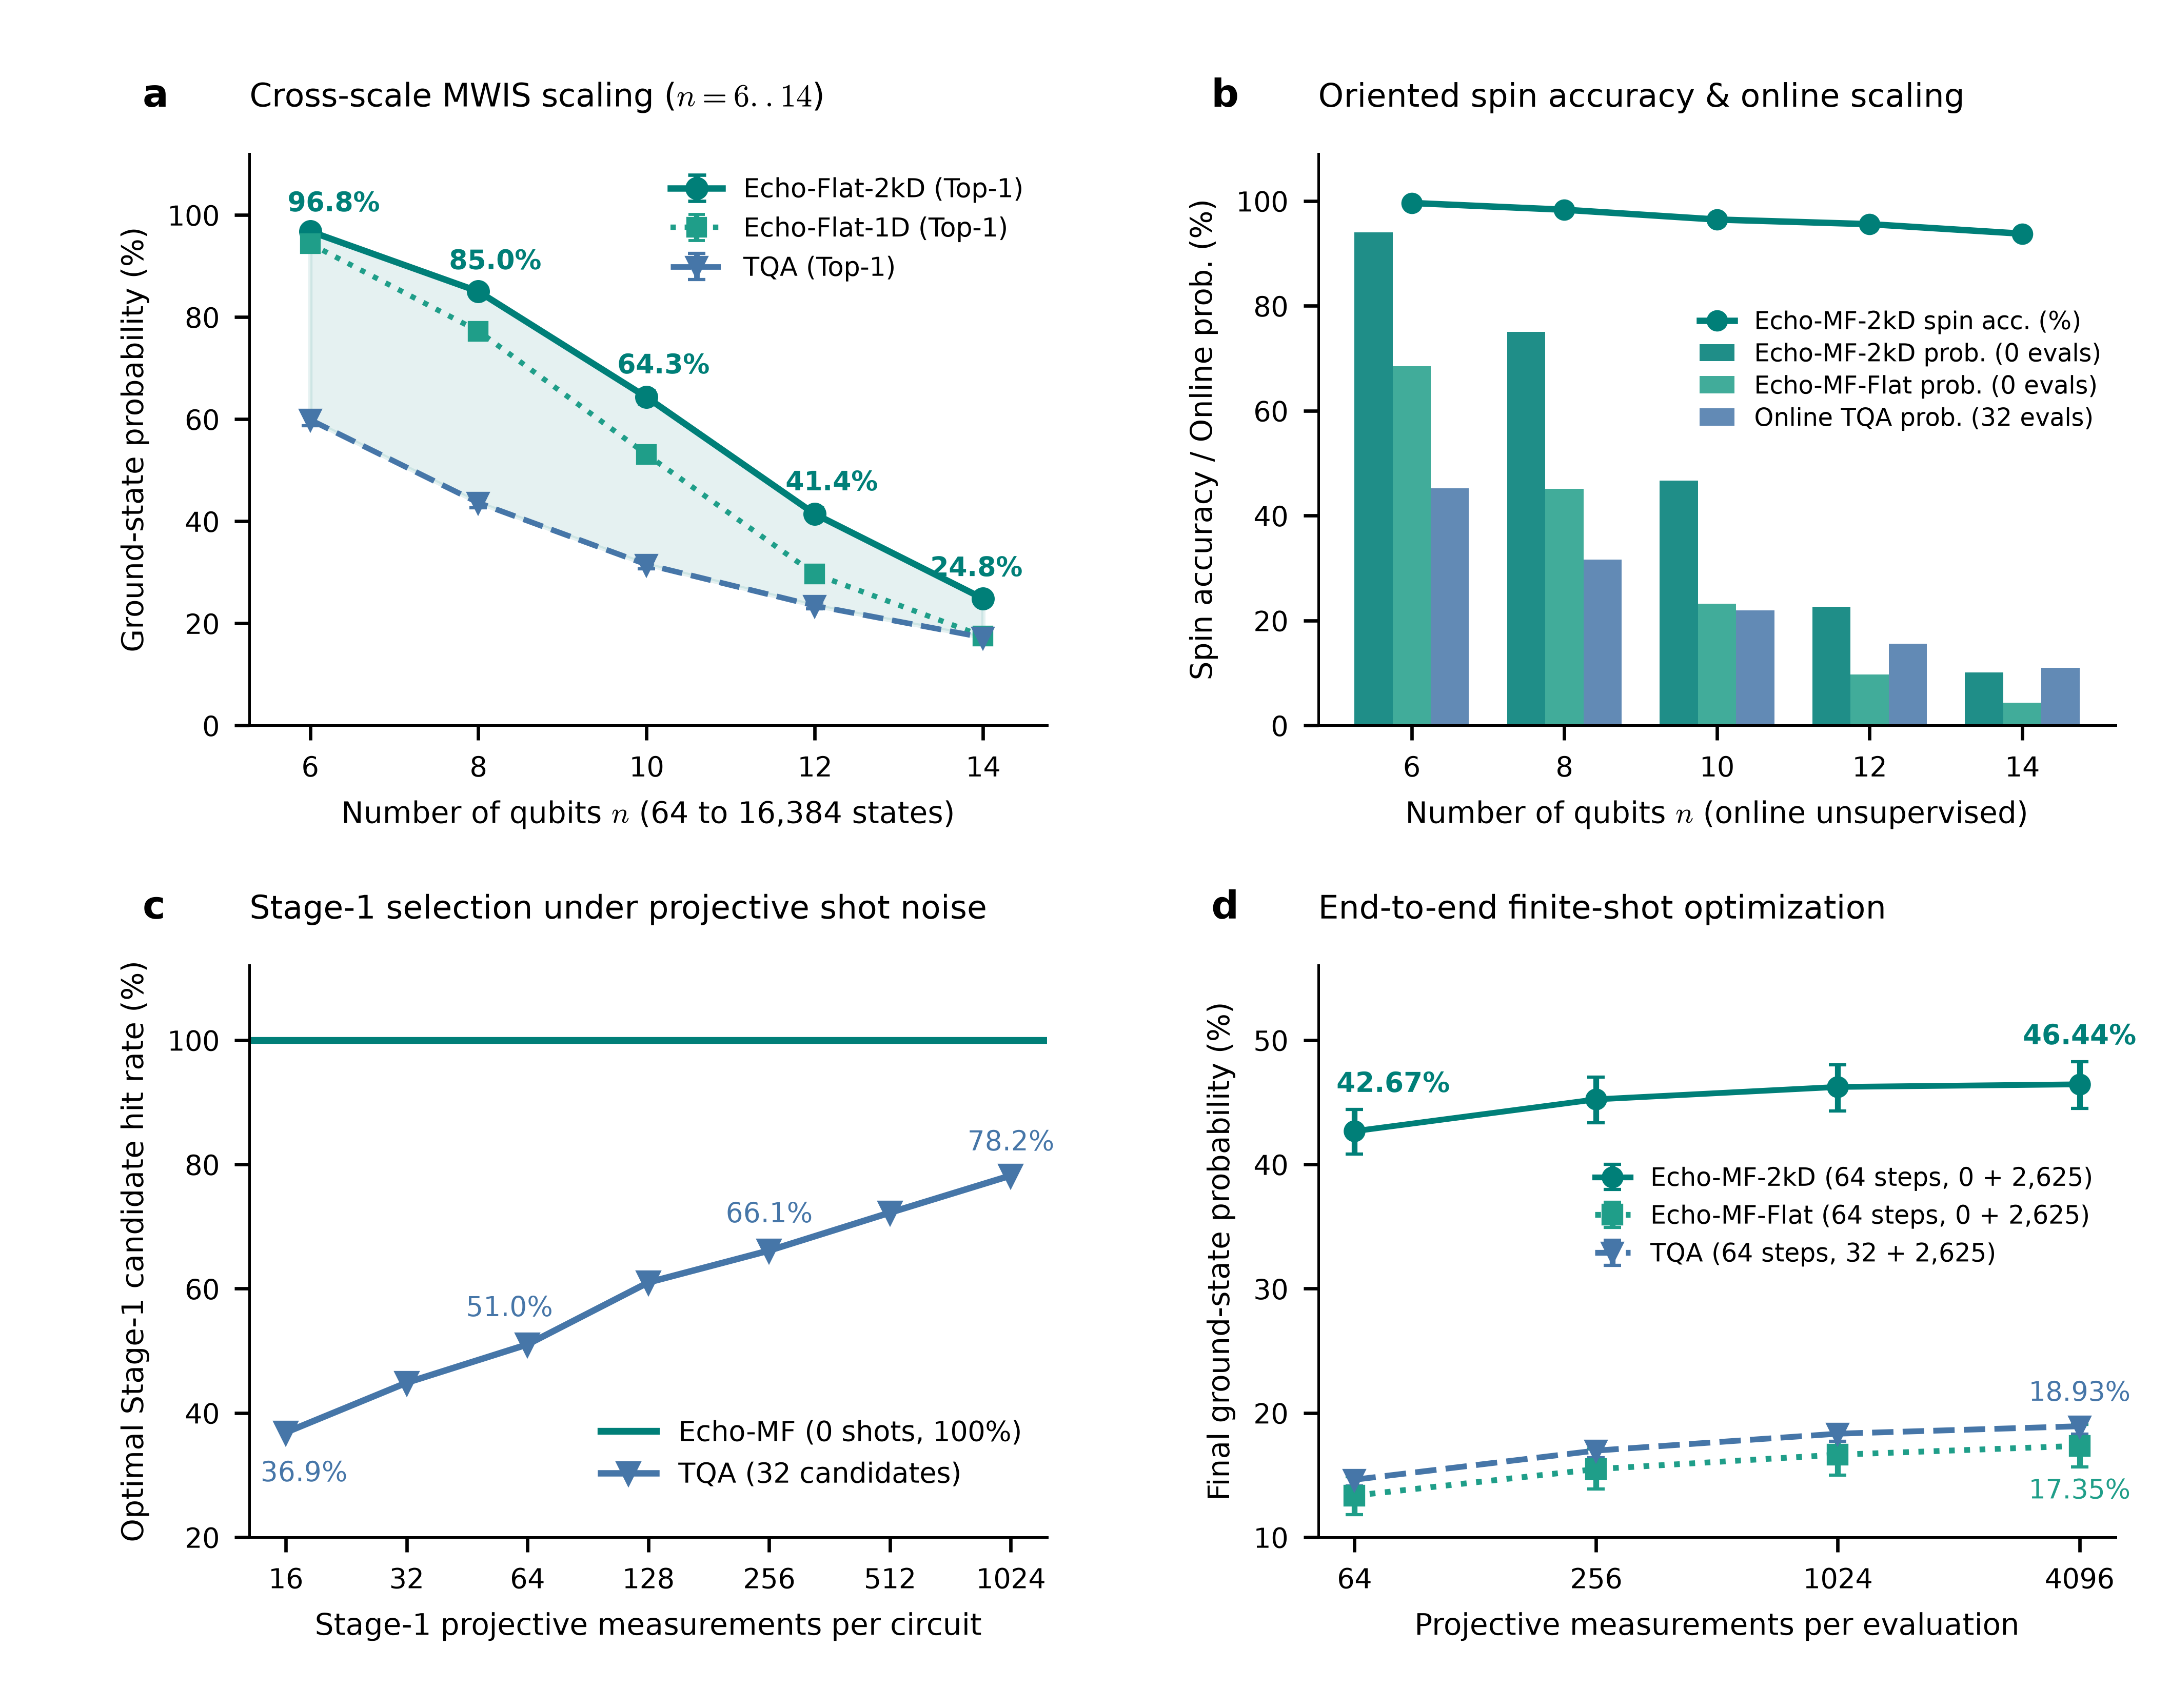 a Cross-scale MWIS scaling (n = 6. . 14)
Ground-state probability (%)
100
80
60
40
20
0
96.8%
85.0%
64.3%
41.4%
24.8%
Echo-Flat-2kD (Top-1)
Echo-Flat-1D (Top-1)
TQA (Top-1)
6 8 10 12 14
Number of qubits n (64 to 16,384 states)
b Oriented spin accuracy & online scaling
Spin accuracy / Online prob. (%)
100
80
60
40
20
0
Echo-MF-2kD spin acc. (%)
Echo-MF-2kD prob. (0 evals)
Echo-MF-Flat prob. (0 evals)
Online TQA prob. (32 evals)
6 8 10 12 14
Number of qubits n (online unsupervised)
c Stage-1 selection under projective shot noise
Optimal Stage-1 candidate hit rate (%)
100
80
60
40
20
78.2%
66.1%
51.0%
36.9%
Echo-MF (0 shots, 100%)
TQA (32 candidates)
16 32 64 128 256 512 1024
Stage-1 projective measurements per circuit
d End-to-end finite-shot optimization
Final ground-state probability (%)
50
40
30
20
10
46.44%
42.67%
Echo-MF-2kD (64 steps, 0 + 2,625)
Echo-MF-Flat (64 steps, 0 + 2,625)
TQA (64 steps, 32 + 2,625)
18.93%
17.35%
64 256 1024 4096
Projective measurements per evaluation